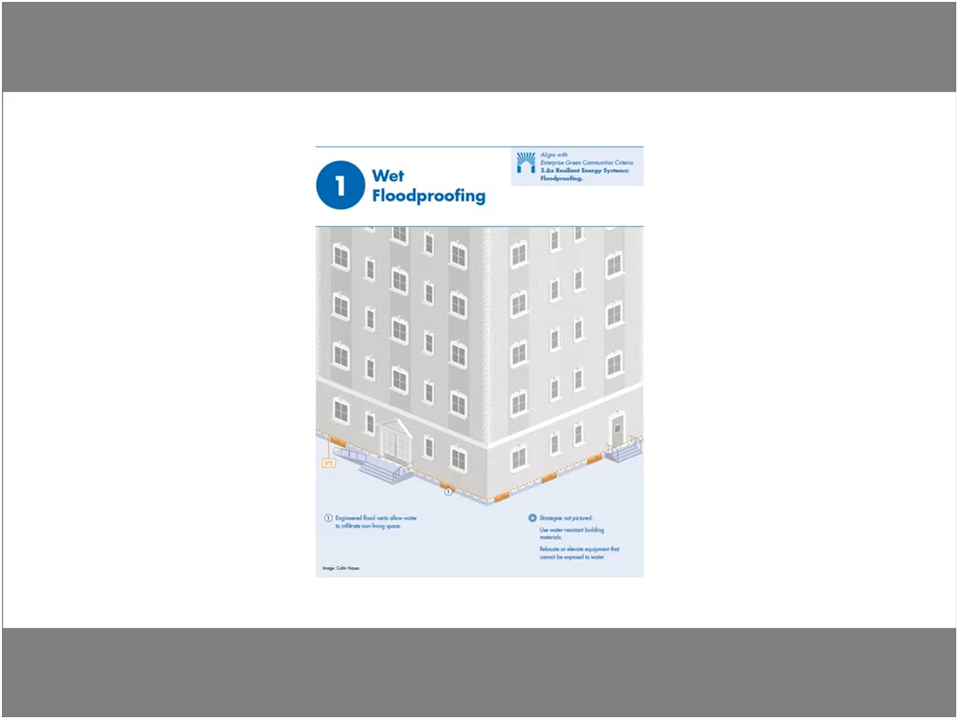 1
Wet
Floodproofing
Aligns with
Enterprise Green Communities Criteria
5.8a Resilient Energy Systems:
Floodproofing.
1
1 Engineered flood vents allow water
to infiltrate non-living space.
Strategies not pictured:
Use water-resistant building
materials.
Relocate or elevate equipment that
cannot be exposed to water.
Image: Colin Hayes.